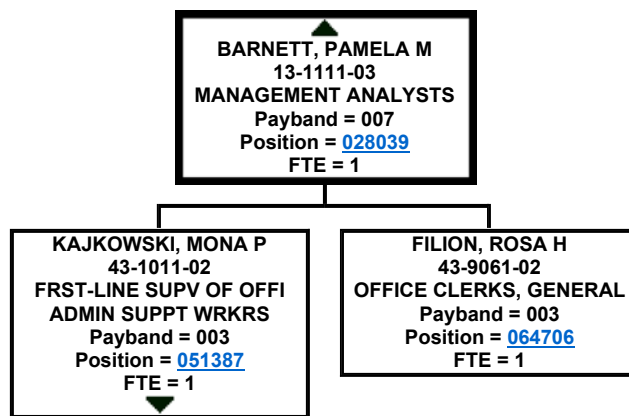 BARNETT, PAMELA M
13-1111-03
MANAGEMENT ANALYSTS
Payband = 007
Position = 028039
FTE = 1
KAJKOWSKI, MONA P
43-1011-02
FRST-LINE SUPV OF OFFI
ADMIN SUPPT WRKRS
Payband = 003
Position = 051387
FTE = 1
FILION, ROSA H
43-9061-02
OFFICE CLERKS, GENERAL
Payband = 003
Position = 064706
FTE = 1